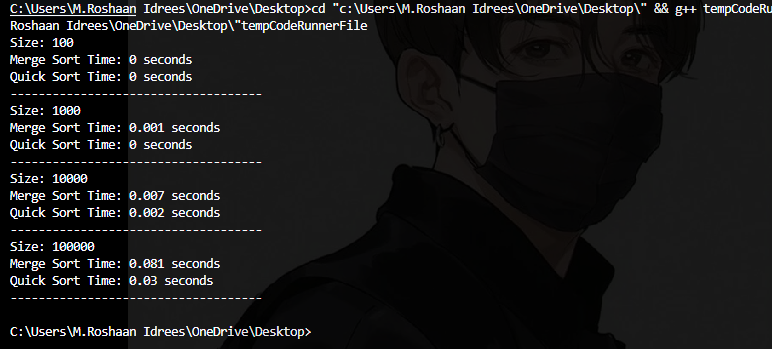 C:\Users\M.Roshaan Idrees\OneDrive\Desktop>cd "c:\Users\M.Roshaan Idrees\OneDrive\Desktop\" && g++ tempCodeRu
Roshaan Idrees\OneDrive\Desktop\"tempCodeRunnerFile
Size: 100
Merge Sort Time: 0 seconds
Quick Sort Time: 0 seconds
-------------------------------------
Size: 1000
Merge Sort Time: 0.001 seconds
Quick Sort Time: 0 seconds
-------------------------------------
Size: 10000
Merge Sort Time: 0.007 seconds
Quick Sort Time: 0.002 seconds
-------------------------------------
Size: 100000
Merge Sort Time: 0.081 seconds
Quick Sort Time: 0.03 seconds
-------------------------------------
C:\Users\M.Roshaan Idrees\OneDrive\Desktop>